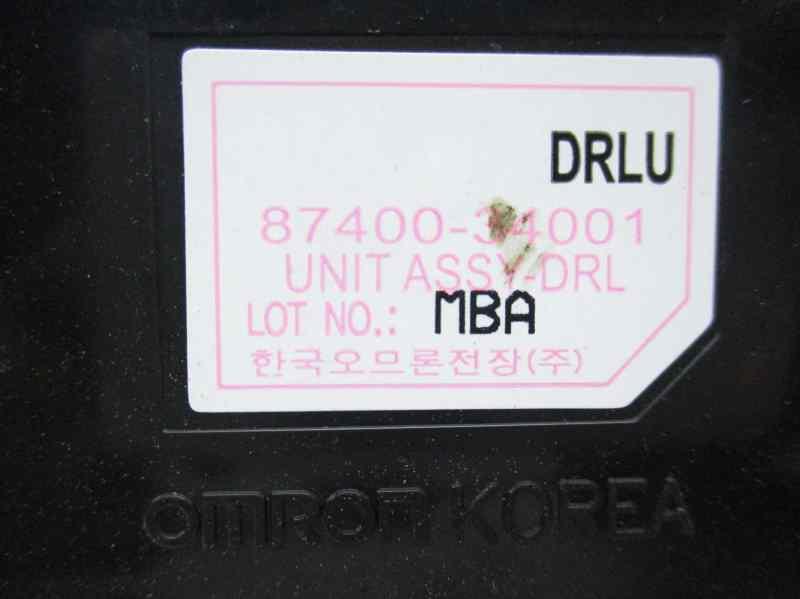 DRLU
87400-34001
UNIT ASSY-DRL
LOT NO.: MBA
한국오므론전장(주)
OMRON KOREA